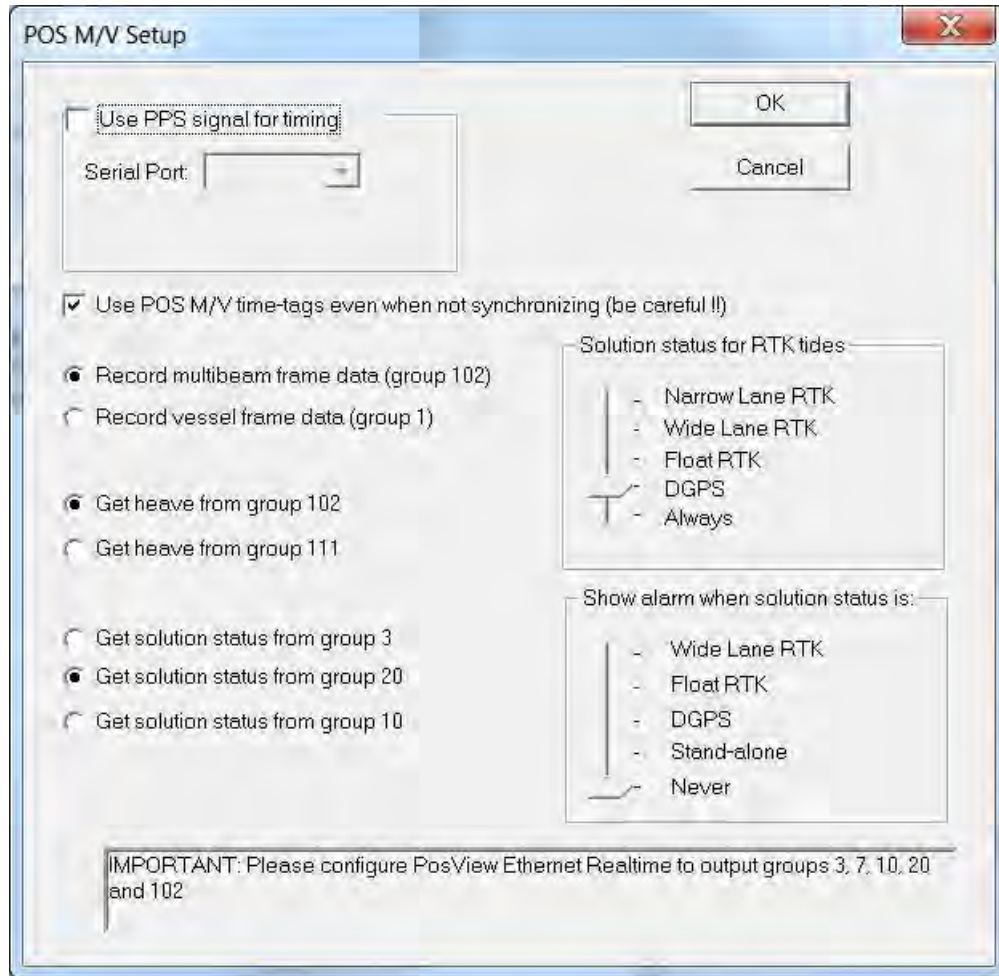 POS M/V Setup
Use PPS signal for timing
Serial Port:
OK
Cancel
Use POS M/V time-tags even when not synchronizing (be careful !!)
Record multibeam frame data (group 102)
Record vessel frame data (group 1)
Get heave from group 102
Get heave from group 111
Get solution status from group 3
Get solution status from group 20
Get solution status from group 10
Solution status for RTK tides
Narrow Lane RTK
Wide Lane RTK
Float RTK
DGPS
Always
Show alarm when solution status is:
Wide Lane RTK
Float RTK
DGPS
Stand-alone
Never
IMPORTANT: Please configure PosView Ethernet Realtime to output groups 3, 7, 10, 20
and 102